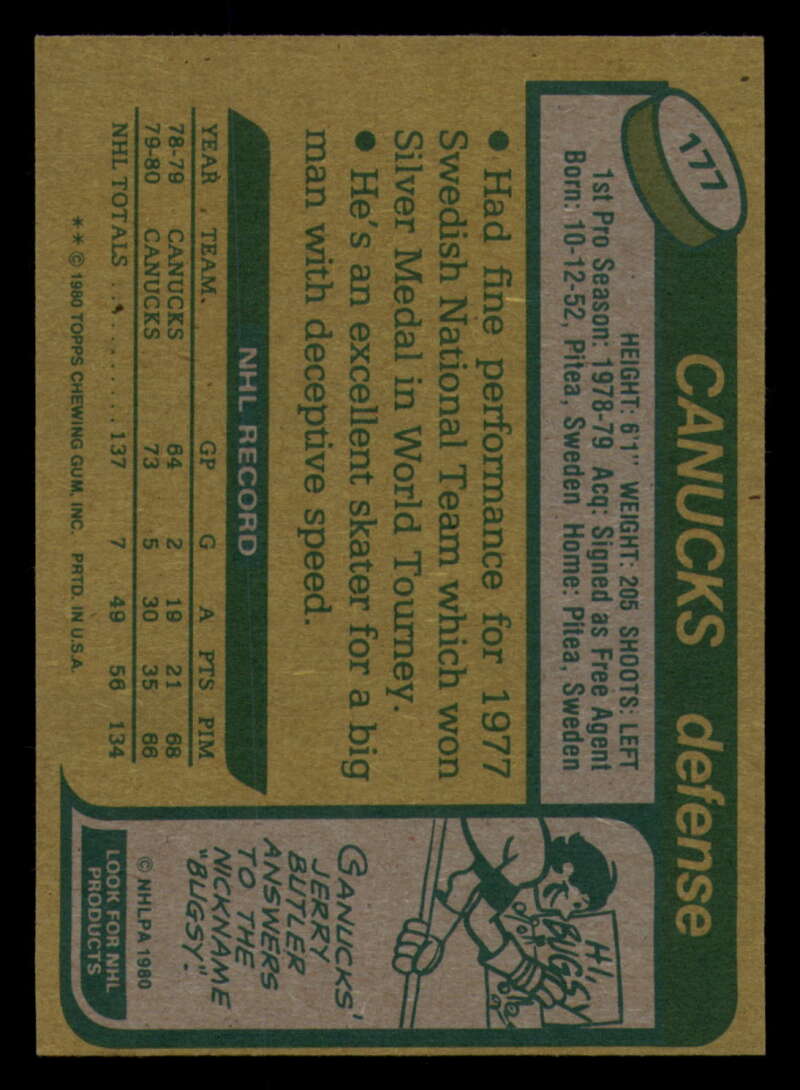 177
CANUCKS defense
HEIGHT: 6'1" WEIGHT: 205 SHOOTS: LEFT
1st Pro Season: 1978-79 Acq: Signed as Free Agent
Born: 10-12-52, Pitea, Sweden Home: Pitea, Sweden
• Had fine performance for 1977
Swedish National Team which won
Silver Medal in World Tourney.
• He's an excellent skater for a big
man with deceptive speed.
NHL RECORD
YEAR TEAM. GP G A PTS PIM
78-79 CANUCKS 64 2 19 21 68
79-80 CANUCKS 73 5 30 35 66
NHL TOTALS .......... 137 7 49 56 134
** © 1980 TOPPS CHEWING GUM, INC. PRTD. IN U.S.A.
HI,
BUGSY
CANUCKS'
JERRY
BUTLER
ANSWERS
TO THE
NICKNAME
"BUGSY".
© NHLPA 1980
LOOK FOR NHL
PRODUCTS